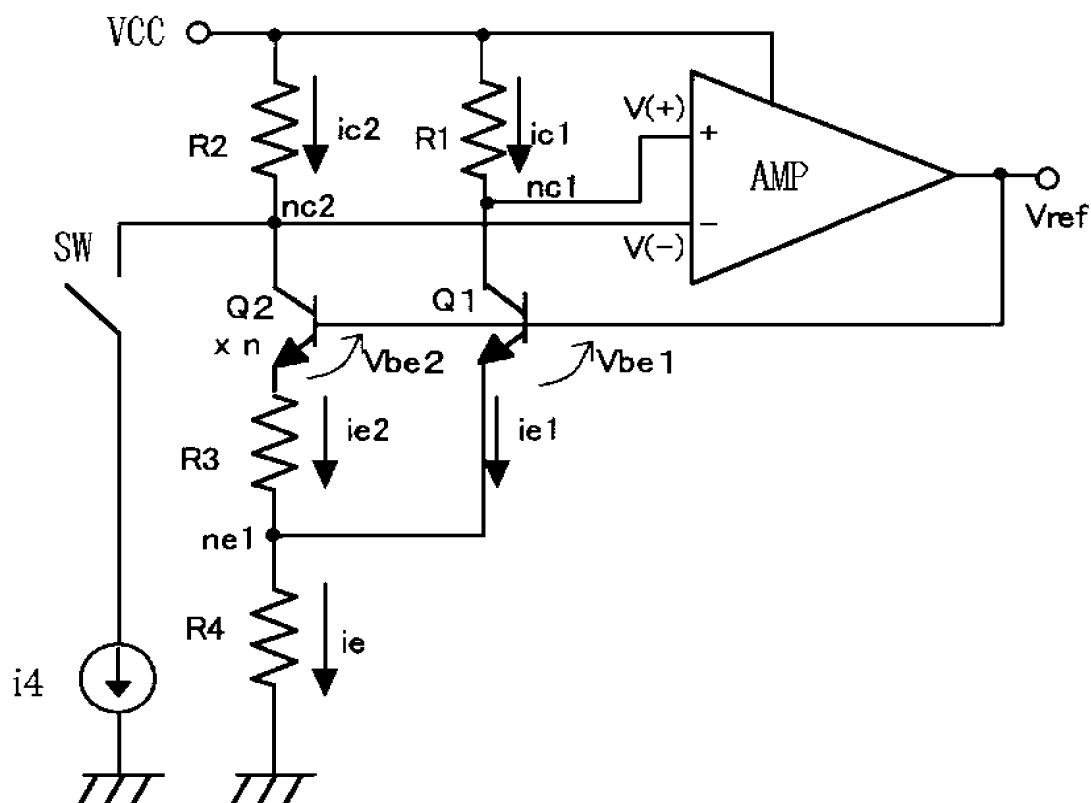 VCC
R2
ic2
R1
ic1
V(+)
+
AMP
nc1
nc2
−
V(−)
Vref
SW
Q2
x n
Q1
Vbe2
Vbe1
R3
ie2
ie1
ne1
R4
ie
i4